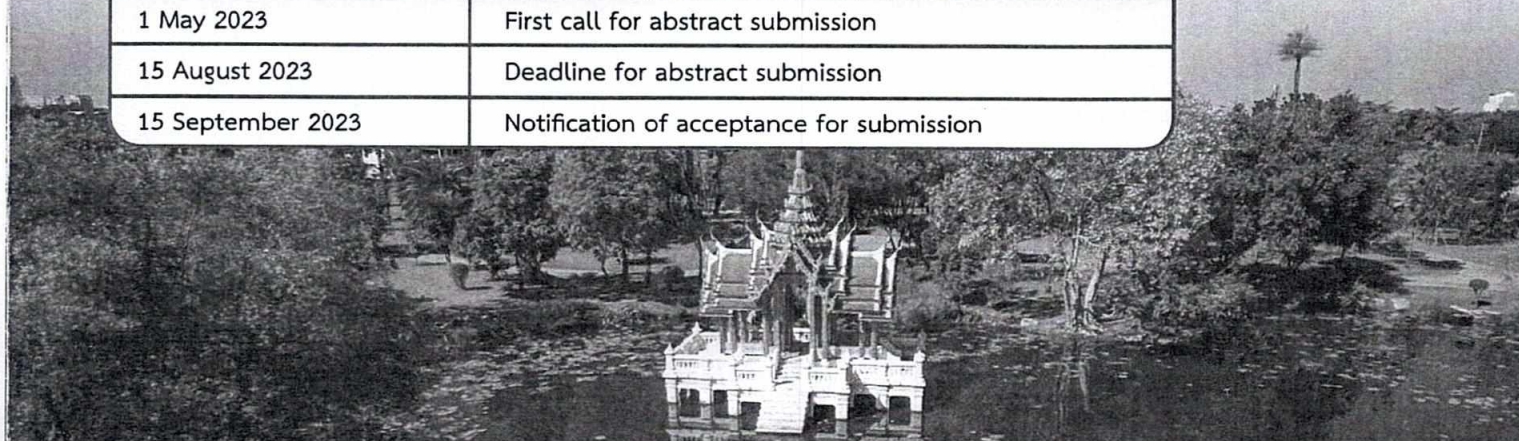 1 May 2023 First call for abstract submission
15 August 2023 Deadline for abstract submission
15 September 2023 Notification of acceptance for submission